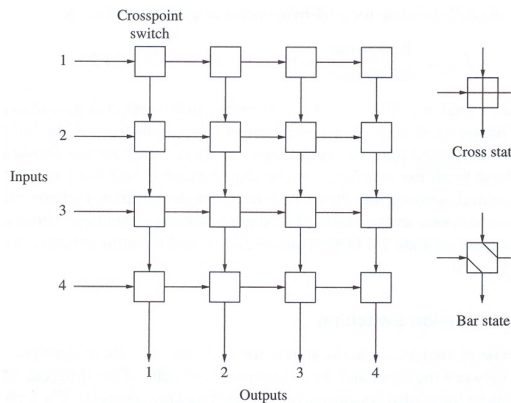 Crosspoint
switch
1
2
Inputs
3
4
1 2 3 4
Outputs
Cross stat
Bar state